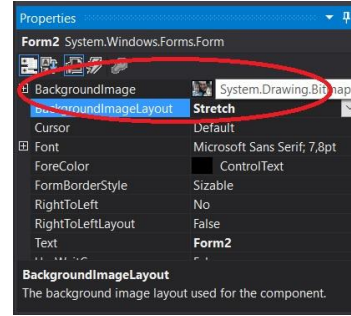 Properties
Form2 System.Windows.Forms.Form
BackgroundImage System.Drawing.Bitmap
BackgroundImageLayout Stretch
Cursor Default
Font Microsoft Sans Serif; 7,8pt
ForeColor ControlText
FormBorderStyle Sizable
RightToLeft No
RightToLeftLayout False
Text Form2
BackgroundImageLayout
The background image layout used for the component.